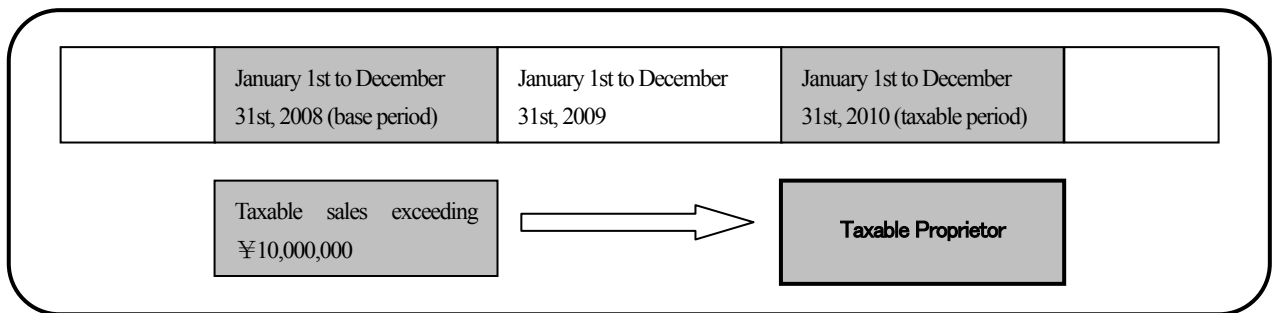 January 1st to December
31st, 2008 (base period)
January 1st to December
31st, 2009
January 1st to December
31st, 2010 (taxable period)
Taxable sales exceeding
￥10,000,000
Taxable Proprietor